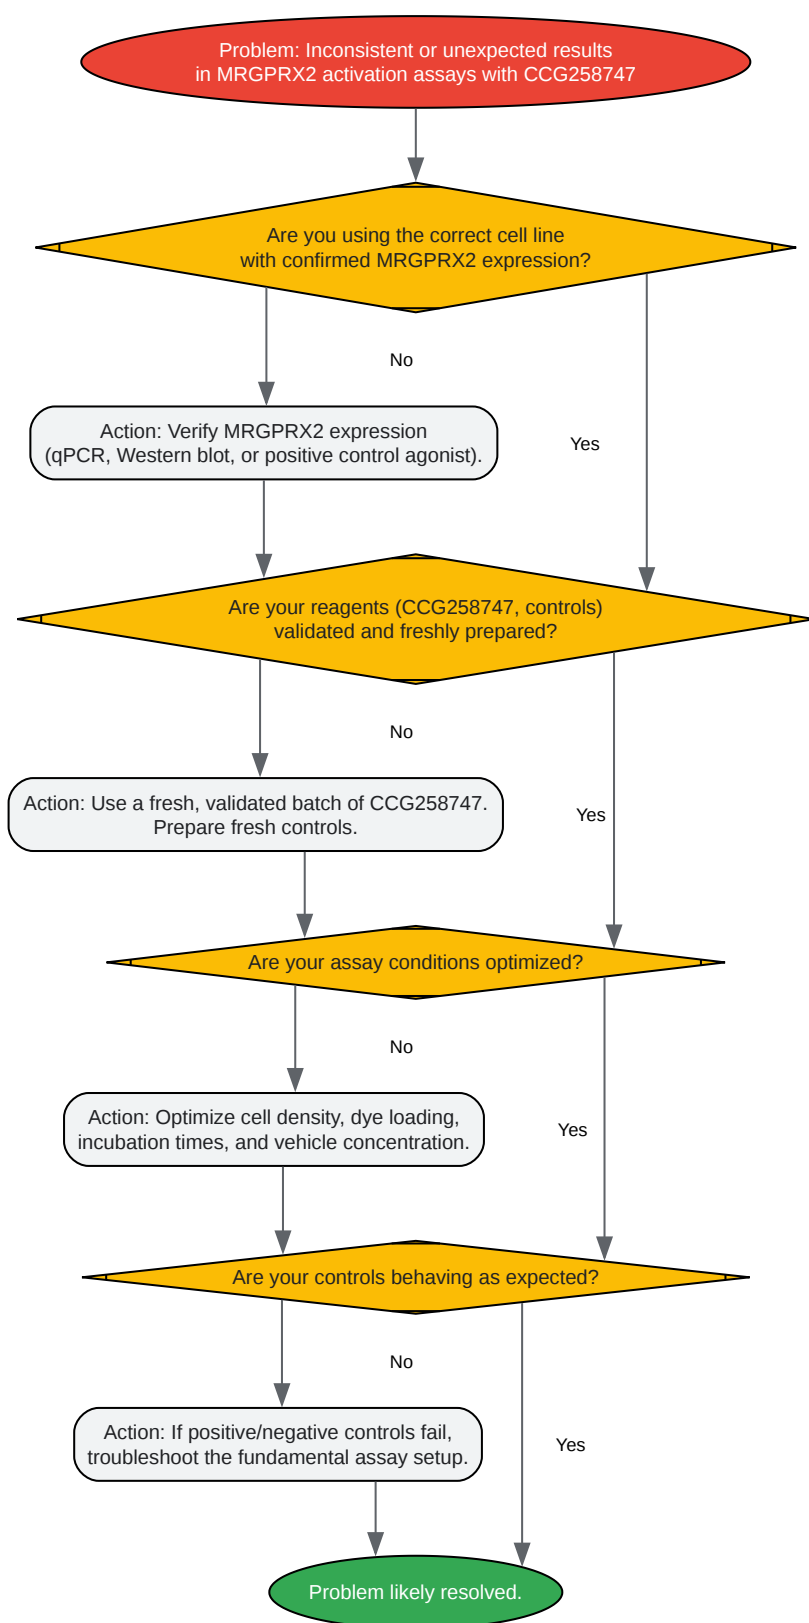 Problem: Inconsistent or unexpected results
in MRGPRX2 activation assays with CCG258747
Are you using the correct cell line
with confirmed MRGPRX2 expression?
No
Action: Verify MRGPRX2 expression
(qPCR, Western blot, or positive control agonist).
Yes
Are your reagents (CCG258747, controls)
validated and freshly prepared?
No
Action: Use a fresh, validated batch of CCG258747.
Prepare fresh controls.
Yes
Are your assay conditions optimized?
No
Action: Optimize cell density, dye loading,
incubation times, and vehicle concentration.
Yes
Are your controls behaving as expected?
No
Action: If positive/negative controls fail,
troubleshoot the fundamental assay setup.
Yes
Problem likely resolved.